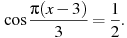 cos π(x − 3)/3 = 1/2.